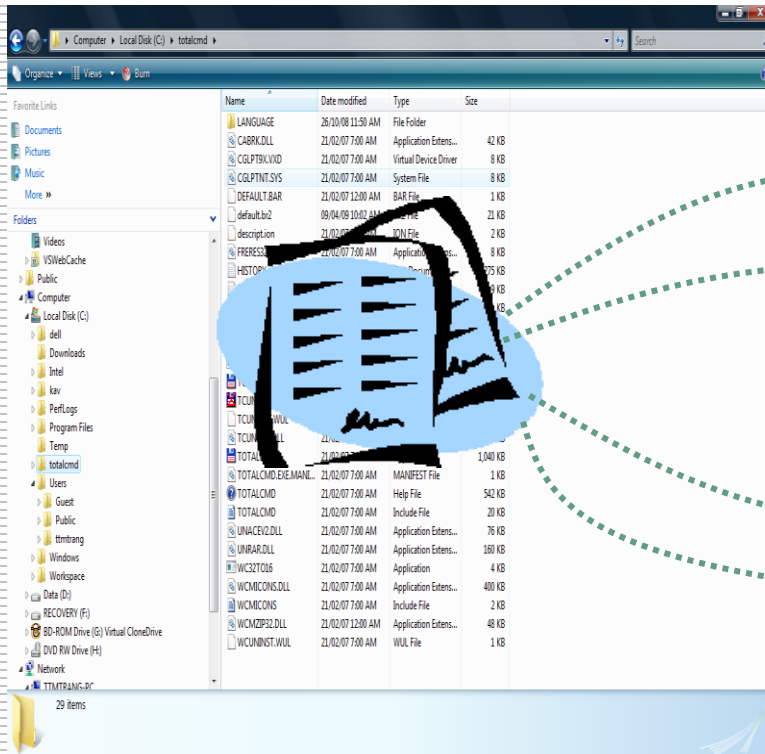 Computer ▸ Local Disk (C:) ▸ totalcmd ▸ Search
Organize Views Burn
Favorite Links
Documents
Pictures
Music
More »
Folders
Videos
VSWebCache
Public
Computer
Local Disk (C:)
dell
Downloads
Intel
kav
PerfLogs
Program Files
Temp
totalcmd
Users
Guest
Public
ttmtrang
Windows
Workspace
Data (D:)
RECOVERY (F:)
BD-ROM Drive (G:) Virtual CloneDrive
DVD RW Drive (H:)
Network
TTMTRANG-PC
Name Date modified Type Size
LANGUAGE 26/10/08 11:50 AM File Folder
CABRK.DLL 21/02/07 7:00 AM Application Extens... 42 KB
CGLPT9X.VXD 21/02/07 7:00 AM Virtual Device Driver 8 KB
CGLPTNT.SYS 21/02/07 7:00 AM System File 8 KB
DEFAULT.BAR 21/02/07 12:00 AM BAR File 1 KB
default.br2 09/04/09 10:02 AM File 21 KB
descript.ion 21/02/07 ION File 2 KB
21/02/07 7:00 AM 8 KB
1,040 KB
TOTALCMD.EXE.MANI... 21/02/07 7:00 AM MANIFEST File 1 KB
TOTALCMD 21/02/07 7:00 AM Help File 542 KB
TOTALCMD 21/02/07 7:00 AM Include File 20 KB
UNACEV2.DLL 21/02/07 7:00 AM Application Extens... 76 KB
UNRAR.DLL 21/02/07 7:00 AM Application Extens... 160 KB
WC32TO16 21/02/07 7:00 AM Application 4 KB
WCMICONS.DLL 21/02/07 7:00 AM Application Extens... 400 KB
WCMICONS 21/02/07 7:00 AM Include File 2 KB
WCMZIP32.DLL 21/02/07 12:00 AM Application Extens... 48 KB
WCUNINST.WUL 21/02/07 7:00 AM WUL File 1 KB
29 items